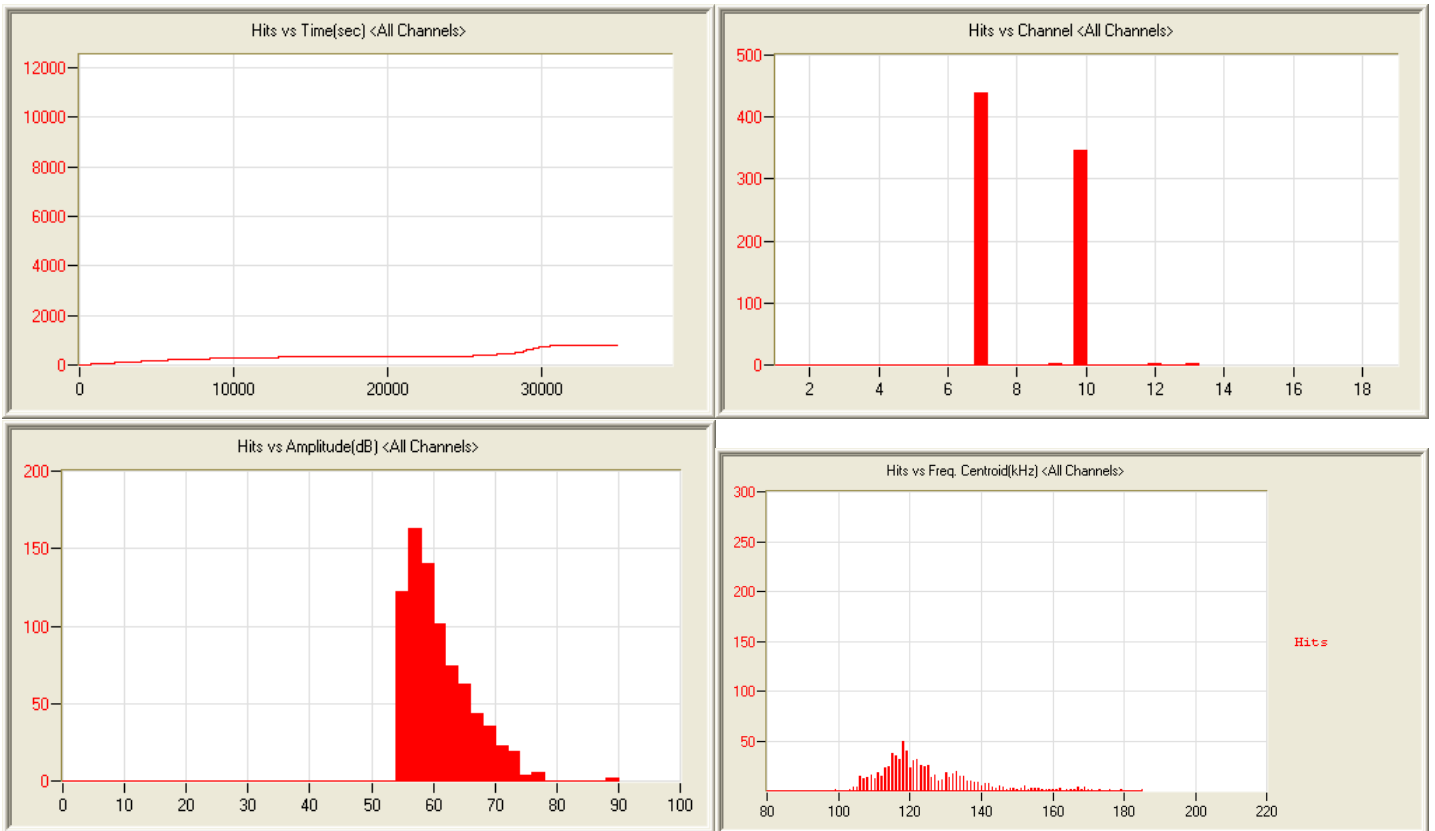 Hits vs Time(sec) <All Channels>
12000
10000
8000
6000
4000
2000
0
0 10000 20000 30000
Hits vs Channel <All Channels>
500
400
300
200
100
0
2 4 6 8 10 12 14 16 18
Hits vs Amplitude(dB) <All Channels>
200
150
100
50
0
0 10 20 30 40 50 60 70 80 90 100
Hits vs Freq. Centroid(kHz) <All Channels>
300
250
200
150
100
50
80 100 120 140 160 180 200 220
Hits